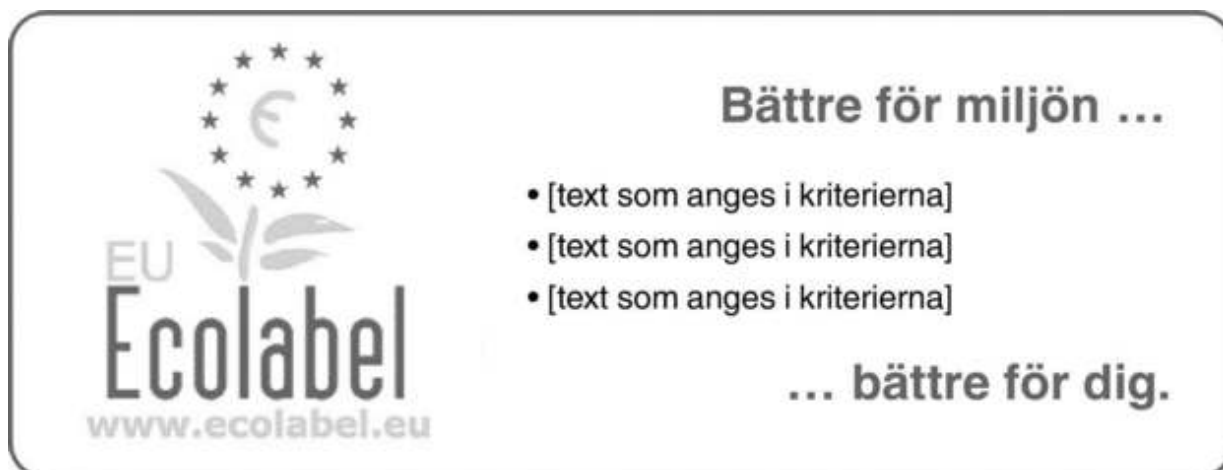 EU
Ecolabel
www.ecolabel.eu
Bättre för miljön ...
• [text som anges i kriterierna]
• [text som anges i kriterierna]
• [text som anges i kriterierna]
... bättre för dig.